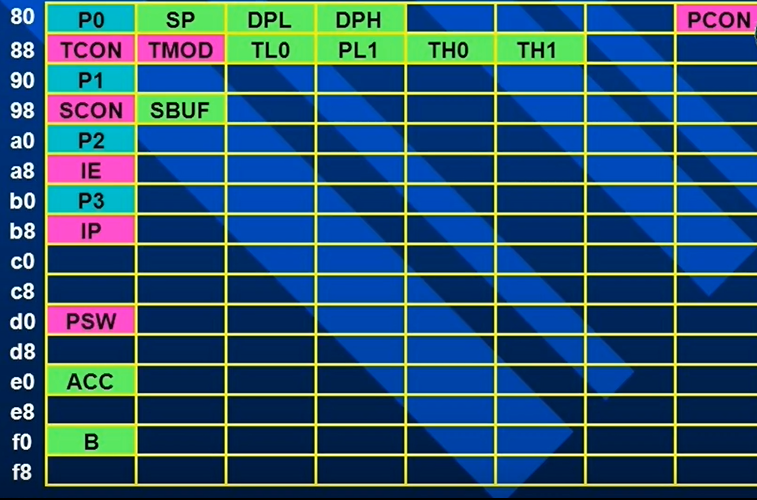 80 P0 SP DPL DPH PCON
88 TCON TMOD TL0 PL1 TH0 TH1
90 P1
98 SCON SBUF
a0 P2
a8 IE
b0 P3
b8 IP
c0
c8
d0 PSW
d8
e0 ACC
e8
f0 B
f8